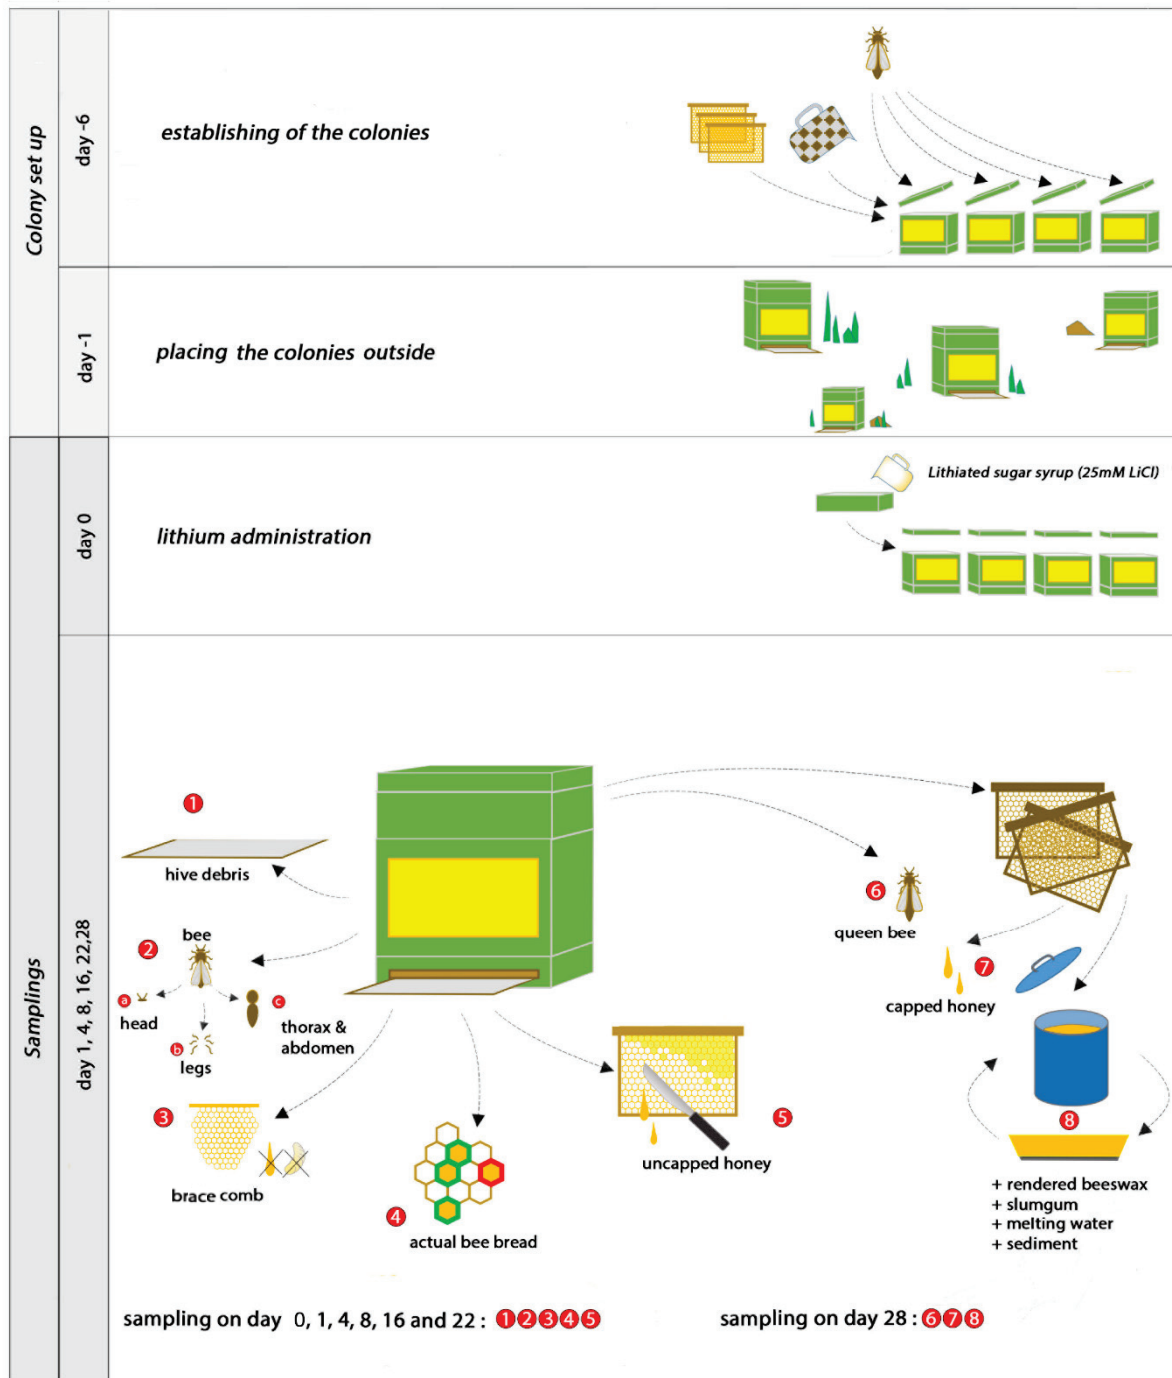 Colony set up
day -6
establishing of the colonies
day -1
placing the colonies outside
Samplings
day 0
lithium administration
Lithiated sugar syrup (25mM LiCl)
day 1, 4, 8, 16, 22,28
1
hive debris
2
bee
a
head
b
legs
c
thorax &
abdomen
3
brace comb
4
actual bee bread
5
uncapped honey
6
queen bee
7
capped honey
8
+ rendered beeswax
+ slumgum
+ melting water
+ sediment
sampling on day 0, 1, 4, 8, 16 and 22 : 1 2 3 4 5
sampling on day 28 : 6 7 8